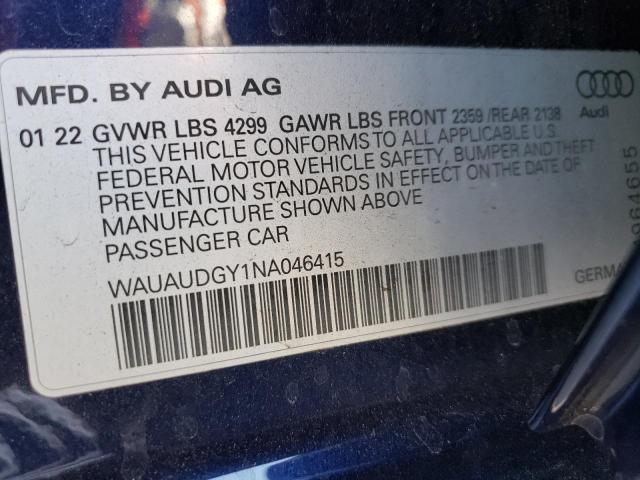 MFD. BY AUDI AG
Audi
01 22 GVWR LBS 4299 GAWR LBS FRONT 2359 /REAR 2138
THIS VEHICLE CONFORMS TO ALL APPLICABLE U.S.
FEDERAL MOTOR VEHICLE SAFETY, BUMPER AND THEFT
PREVENTION STANDARDS IN EFFECT ON THE DATE OF
MANUFACTURE SHOWN ABOVE
PASSENGER CAR
WAUAUDGY1NA046415